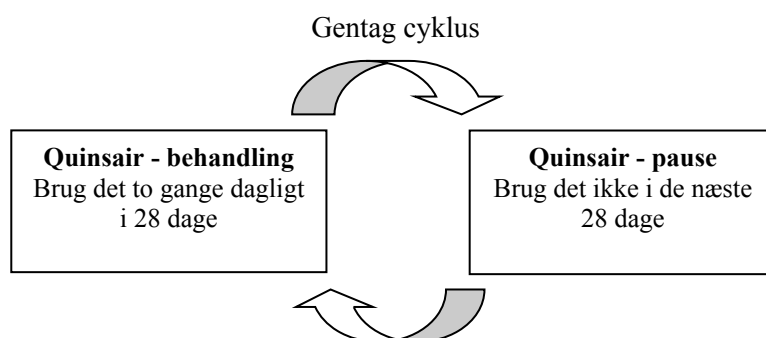 Gentag cyklus
Quinsair - behandling
Brug det to gange dagligt
i 28 dage
Quinsair - pause
Brug det ikke i de næste
28 dage